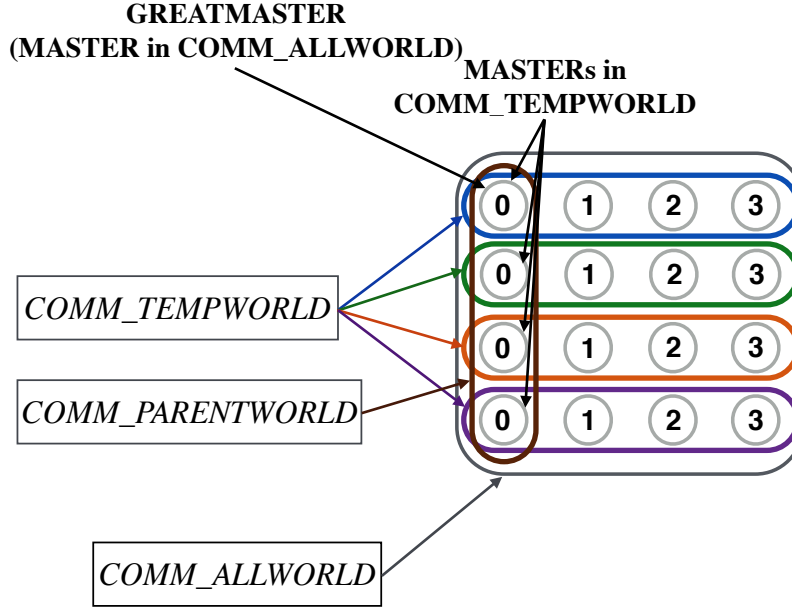 GREATMASTER
(MASTER in COMM_ALLWORLD)
MASTERs in
COMM_TEMPWORLD
0 1 2 3
0 1 2 3
COMM_TEMPWORLD
0 1 2 3
COMM_PARENTWORLD
0 1 2 3
COMM_ALLWORLD